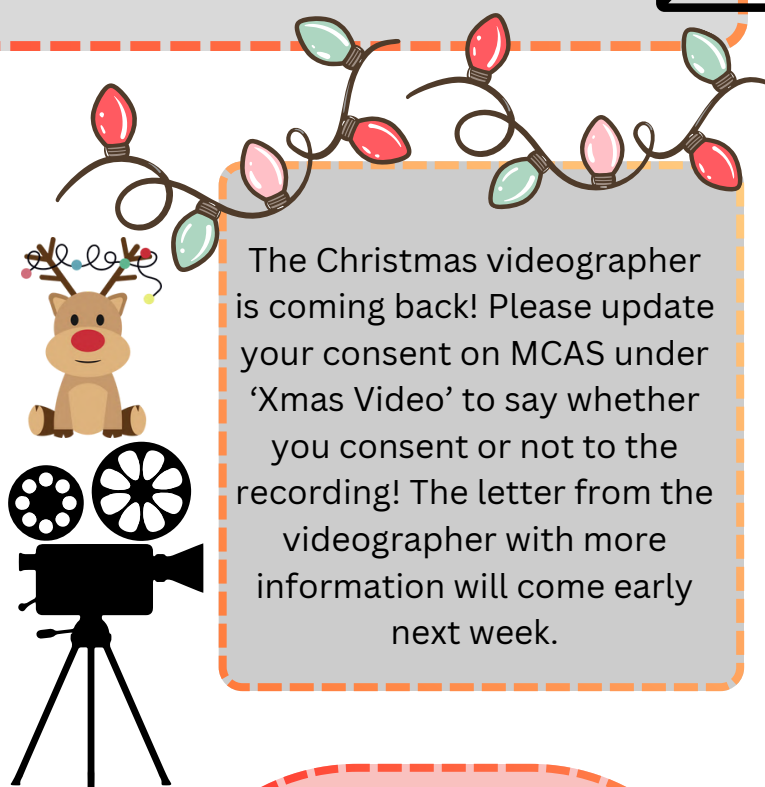 The Christmas videographer
is coming back! Please update
your consent on MCAS under
‘Xmas Video’ to say whether
you consent or not to the
recording! The letter from the
videographer with more
information will come early
next week.